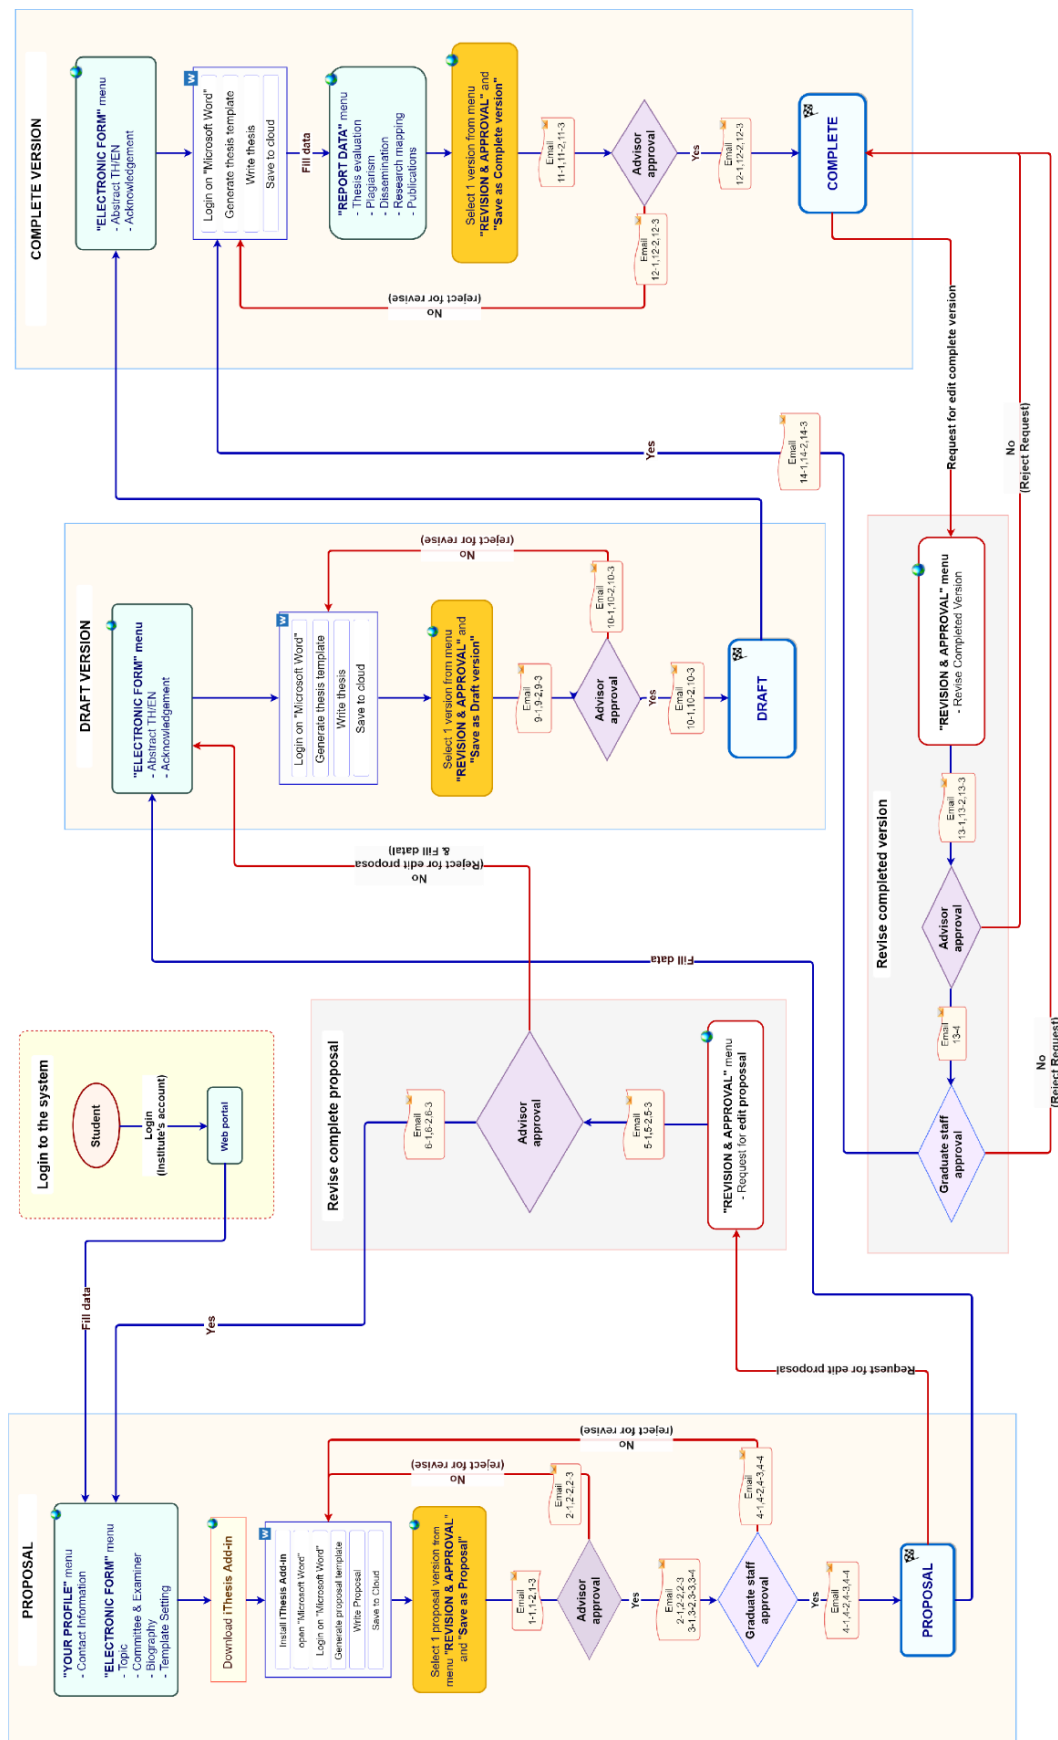 Login to the system
Student
Login
(Institute's account)
Web portal
Fill data
PROPOSAL
"YOUR PROFILE" menu
- Contact Information
"ELECTRONIC FORM" menu
- Topic
- Committee & Examiner
- Biography
- Template Setting
Download iThesis Add-in
Install iThesis Add-in
open "Microsoft Word"
Login on "Microsoft Word"
Generate proposal template
Write Proposal
Save to Cloud
Select 1 proposal version from
menu "REVISION & APPROVAL"
and "Save as Proposal"
Email
1-1,1-2,1-3
Advisor
approval
Email
2-1,2-2,2-3
No
(reject for revise)
Yes
Email
2-1,2-2,2-3
3-1,3-2,3-3,3-4
Graduate staff
approval
Email
4-1,4-2,4-3,4-4
No
(reject for revise)
Yes
Email
4-1,4-2,4-3,4-4
PROPOSAL
Request for edit proposal
Revise complete proposal
"REVISION & APPROVAL" menu
- Request for edit propossal
Email
5-1,5-2,5-3
Advisor
approval
Email
6-1,6-2,6-3
Yes
No
(Reject for edit proposa
& Fill datal)
Fill data
DRAFT VERSION
"ELECTRONIC FORM" menu
- Abstract TH/EN
- Acknowledgement
Login on "Microsoft Word"
Generate thesis template
Write thesis
Save to cloud
Select 1 version from menu
"REVISION & APPROVAL" and
"Save as Draft version"
Email
9-1,9-2,9-3
Advisor
approval
Email
10-1,10-2,10-3
No
(reject for revise)
Yes
Email
10-1,10-2,10-3
DRAFT
COMPLETE VERSION
"ELECTRONIC FORM" menu
- Abstract TH/EN
- Acknowledgement
Login on "Microsoft Word"
Generate thesis template
Write thesis
Save to cloud
Fill data
"REPORT DATA" menu
- Thesis evaluation
- Plagiarism
- Dissemination
- Research mapping
- Publications
Select 1 version from menu
"REVISION & APPROVAL" and
"Save as Complete version"
Email
11-1,11-2,11-3
Advisor
approval
Email
12-1,12-2,12-3
No
(reject for revise)
Yes
Email
12-1,12-2,12-3
COMPLETE
Request for edit complete version
Revise completed version
"REVISION & APPROVAL" menu
- Revise Completed Version
Email
13-1,13-2,13-3
Advisor
approval
No
(Reject Request)
Email
13-4
Graduate staff
approval
No
(Reject Request)
Email
14-1,14-2,14-3
Yes